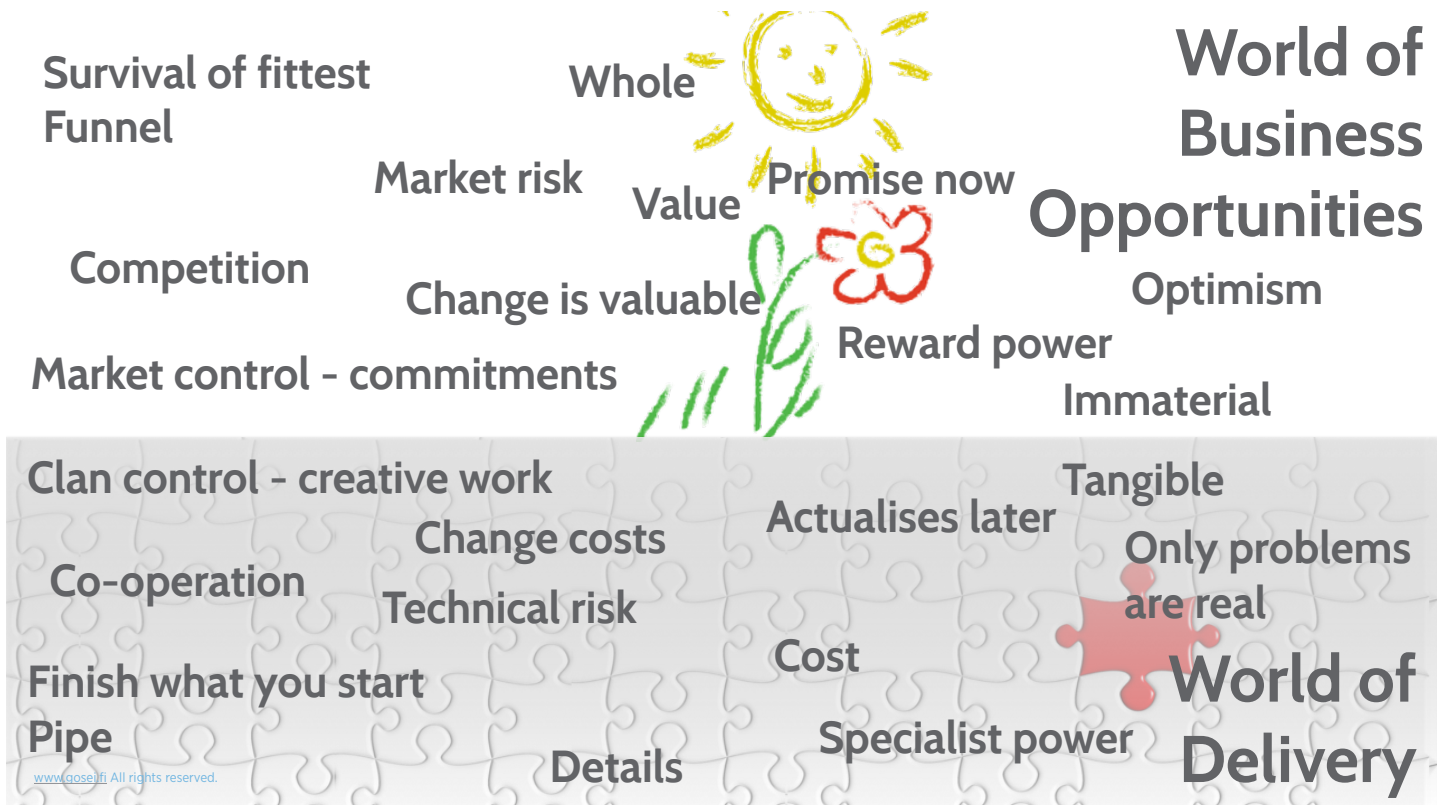 World of
Business
Opportunities
Survival of fittest
Funnel
Whole
Market risk
Value
Promise now
Competition
Change is valuable
Optimism
Reward power
Market control - commitments
Immaterial
Clan control - creative work
Tangible
Actualises later
Change costs
Only problems
are real
Co-operation
Technical risk
Cost
Finish what you start
Pipe
World of
Delivery
Specialist power
Details
www.gosei.fi All rights reserved.